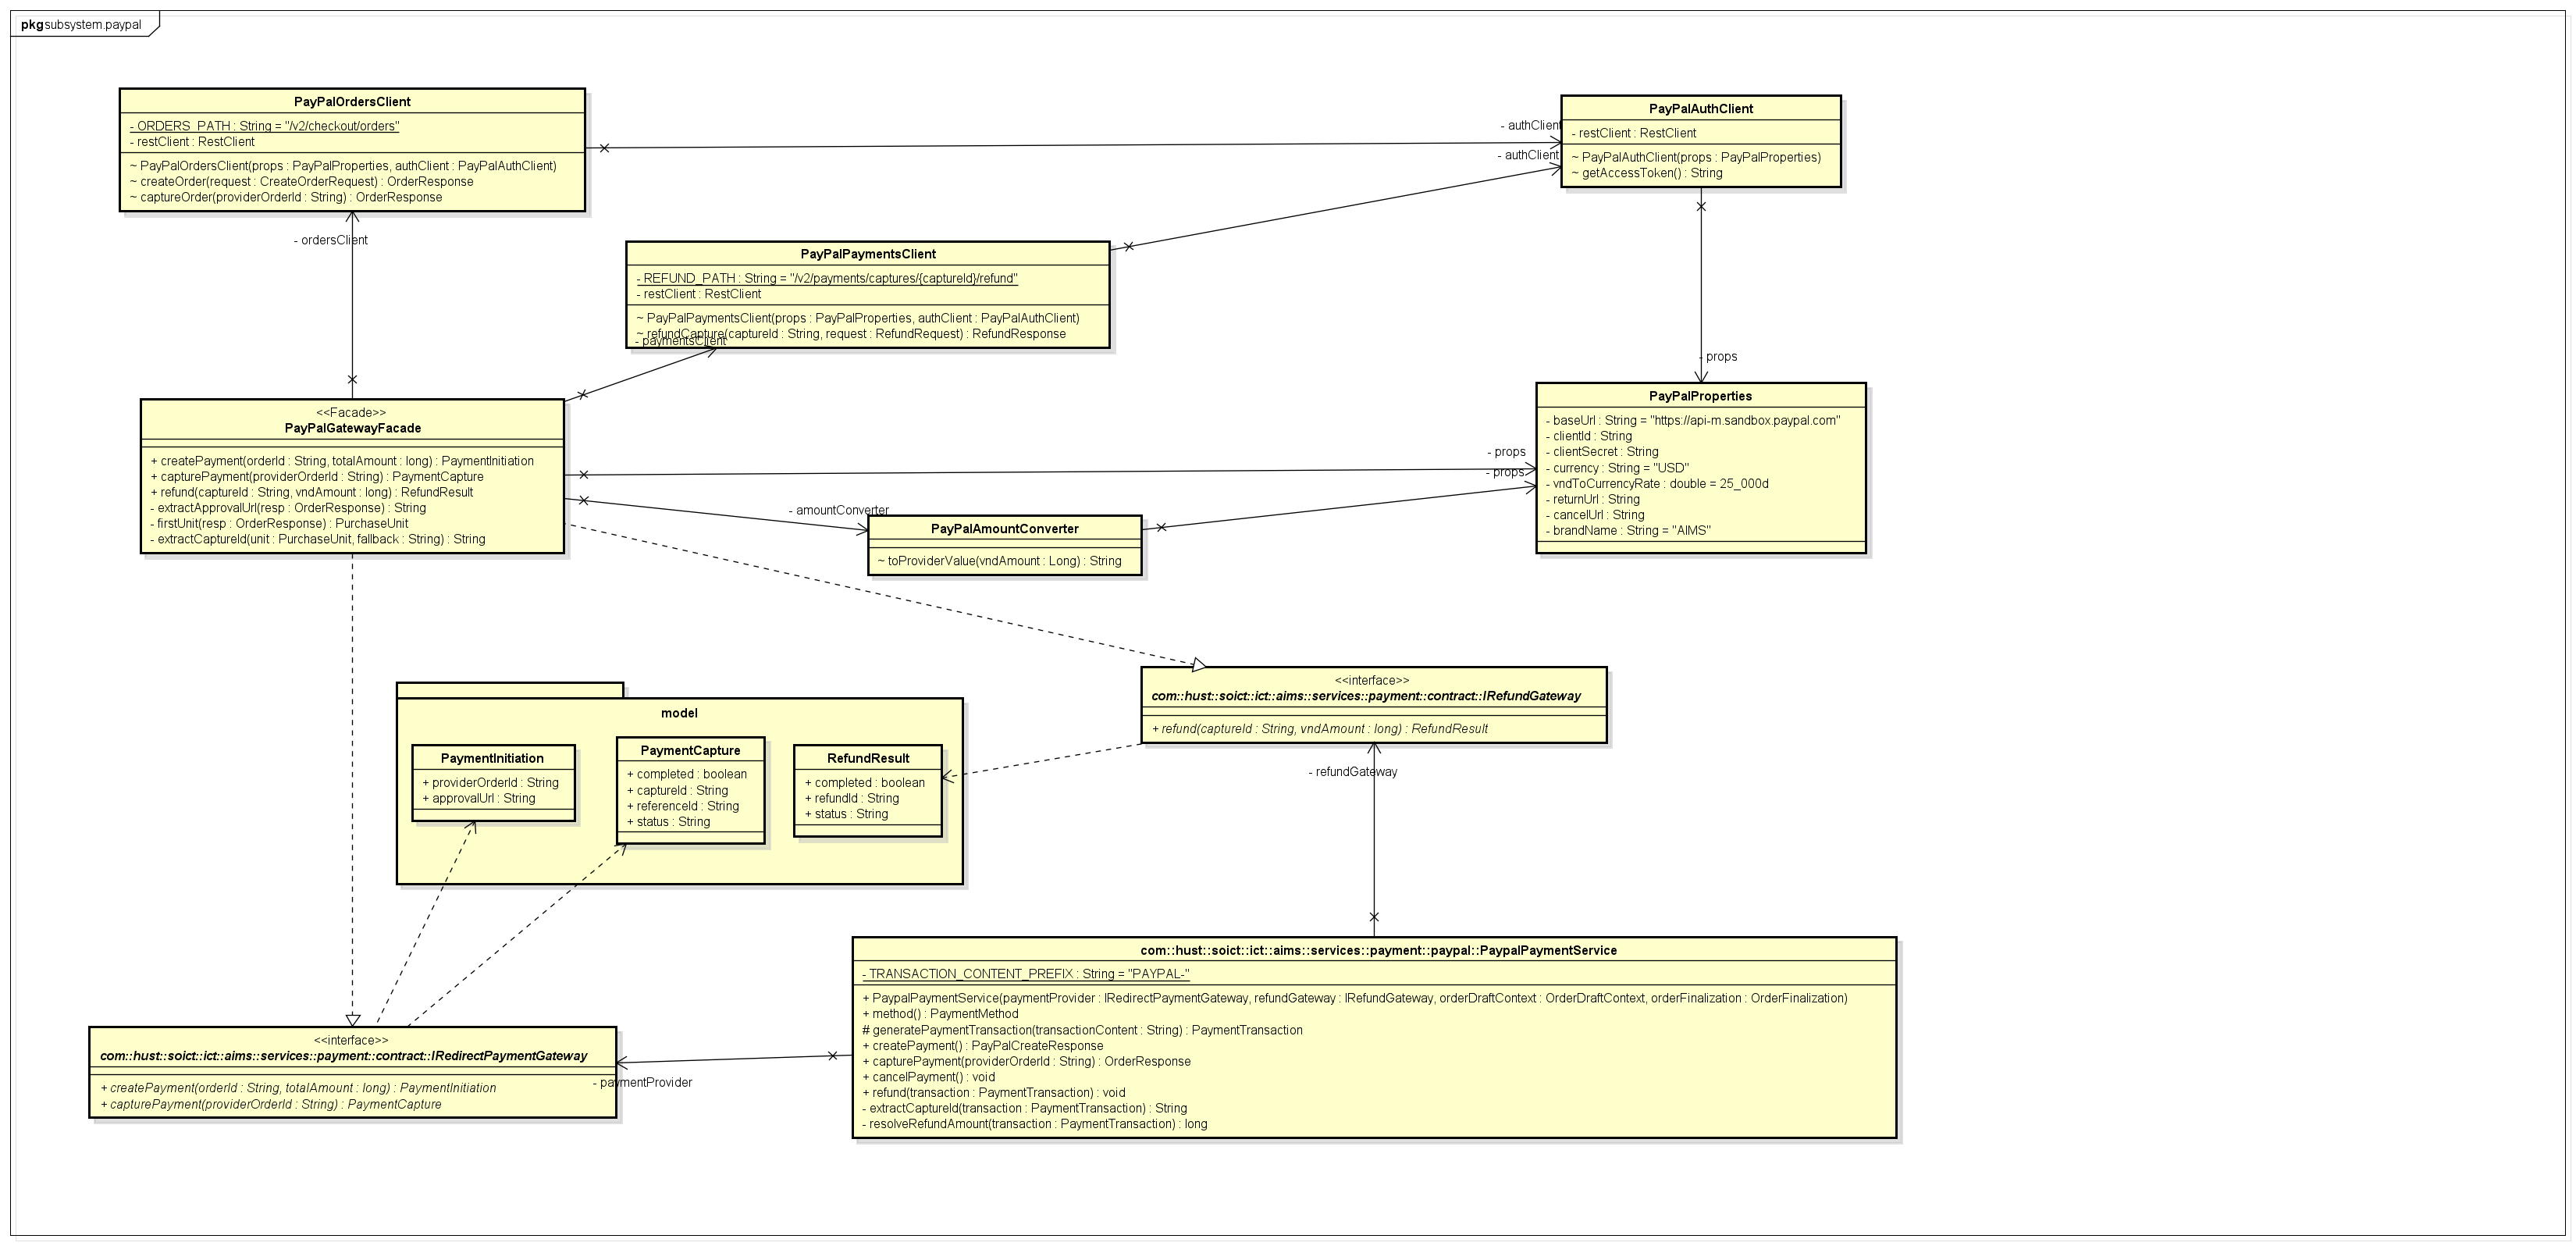 pkg subsystem.paypal
PayPalOrdersClient
- ORDERS_PATH : String = "/v2/checkout/orders"
- restClient : RestClient
~ PayPalOrdersClient(props : PayPalProperties, authClient : PayPalAuthClient)
~ createOrder(request : CreateOrderRequest) : OrderResponse
~ captureOrder(providerOrderId : String) : OrderResponse
- authClient
- authClient
PayPalAuthClient
- restClient : RestClient
~ PayPalAuthClient(props : PayPalProperties)
~ getAccessToken() : String
- ordersClient
PayPalPaymentsClient
- REFUND_PATH : String = "/v2/payments/captures/{captureId}/refund"
- restClient : RestClient
~ PayPalPaymentsClient(props : PayPalProperties, authClient : PayPalAuthClient)
~ refundCapture(captureId : String, request : RefundRequest) : RefundResponse
- paymentsClient
- props
<<Facade>>
PayPalGatewayFacade
+ createPayment(orderId : String, totalAmount : long) : PaymentInitiation
+ capturePayment(providerOrderId : String) : PaymentCapture
+ refund(captureId : String, vndAmount : long) : RefundResult
- extractApprovalUrl(resp : OrderResponse) : String
- firstUnit(resp : OrderResponse) : PurchaseUnit
- extractCaptureId(unit : PurchaseUnit, fallback : String) : String
- props
- props
PayPalProperties
- baseUrl : String = "https://api-m.sandbox.paypal.com"
- clientId : String
- clientSecret : String
- currency : String = "USD"
- vndToCurrencyRate : double = 25_000d
- returnUrl : String
- cancelUrl : String
- brandName : String = "AIMS"
- amountConverter
PayPalAmountConverter
~ toProviderValue(vndAmount : Long) : String
<<interface>>
com::hust::soict::ict::aims::services::payment::contract::IRefundGateway
+ refund(captureId : String, vndAmount : long) : RefundResult
model
PaymentInitiation
+ providerOrderId : String
+ approvalUrl : String
PaymentCapture
+ completed : boolean
+ captureId : String
+ referenceId : String
+ status : String
RefundResult
+ completed : boolean
+ refundId : String
+ status : String
- refundGateway
com::hust::soict::ict::aims::services::payment::paypal::PaypalPaymentService
- TRANSACTION_CONTENT_PREFIX : String = "PAYPAL-"
+ PaypalPaymentService(paymentProvider : IRedirectPaymentGateway, refundGateway : IRefundGateway, orderDraftContext : OrderDraftContext, orderFinalization : OrderFinalization)
+ method() : PaymentMethod
# generatePaymentTransaction(transactionContent : String) : PaymentTransaction
+ createPayment() : PayPalCreateResponse
+ capturePayment(providerOrderId : String) : OrderResponse
+ cancelPayment() : void
+ refund(transaction : PaymentTransaction) : void
- extractCaptureId(transaction : PaymentTransaction) : String
- resolveRefundAmount(transaction : PaymentTransaction) : long
<<interface>>
com::hust::soict::ict::aims::services::payment::contract::IRedirectPaymentGateway
+ createPayment(orderId : String, totalAmount : long) : PaymentInitiation
+ capturePayment(providerOrderId : String) : PaymentCapture
- paymentProvider